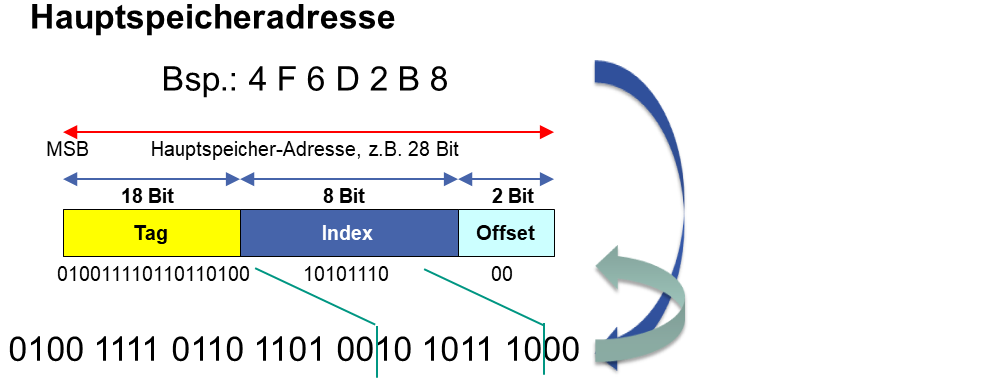 Hauptspeicheradresse
Bsp.: 4 F 6 D 2 B 8
MSB Hauptspeicher-Adresse, z.B. 28 Bit
18 Bit 8 Bit 2 Bit
Tag Index Offset
010011110110110100 10101110 00
0100 1111 0110 1101 0010 1011 1000